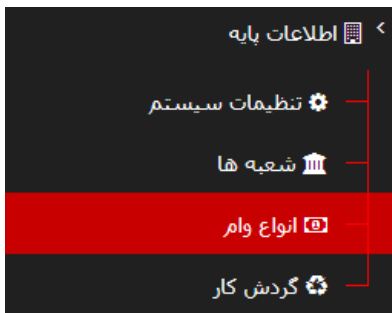 اطلاعات پایه
تنظیمات سیستم
شعبه ها
انواع وام
گردش کار